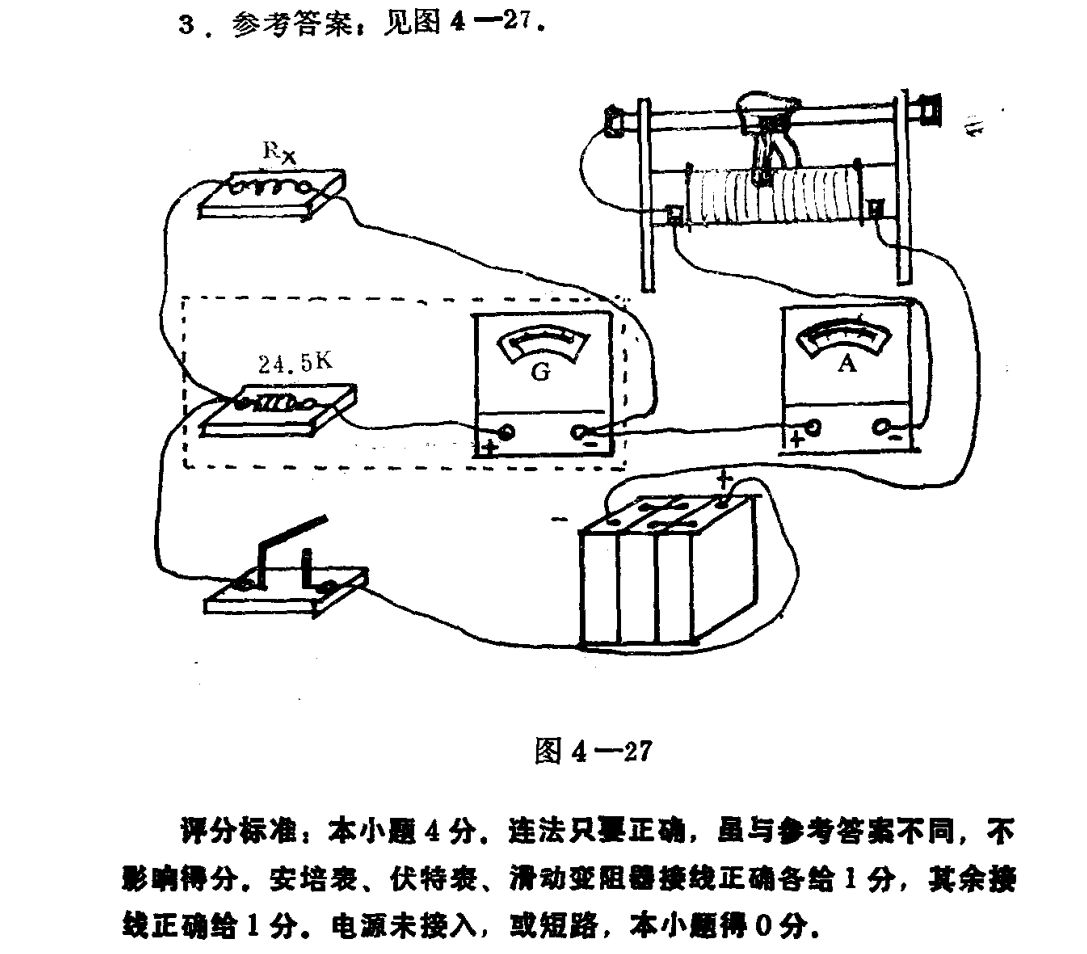 3．参考答案：见图4—27．
Rx
24.5K
G
A
+
-
+
-
+
-
图4—27
评分标准：本小题4分．连法只要正确，虽与参考答案不同，不
影响得分．安培表、伏特表、滑动变阻器接线正确各给1分，其余接
线正确给1分．电源未接入，或短路，本小题得0分．